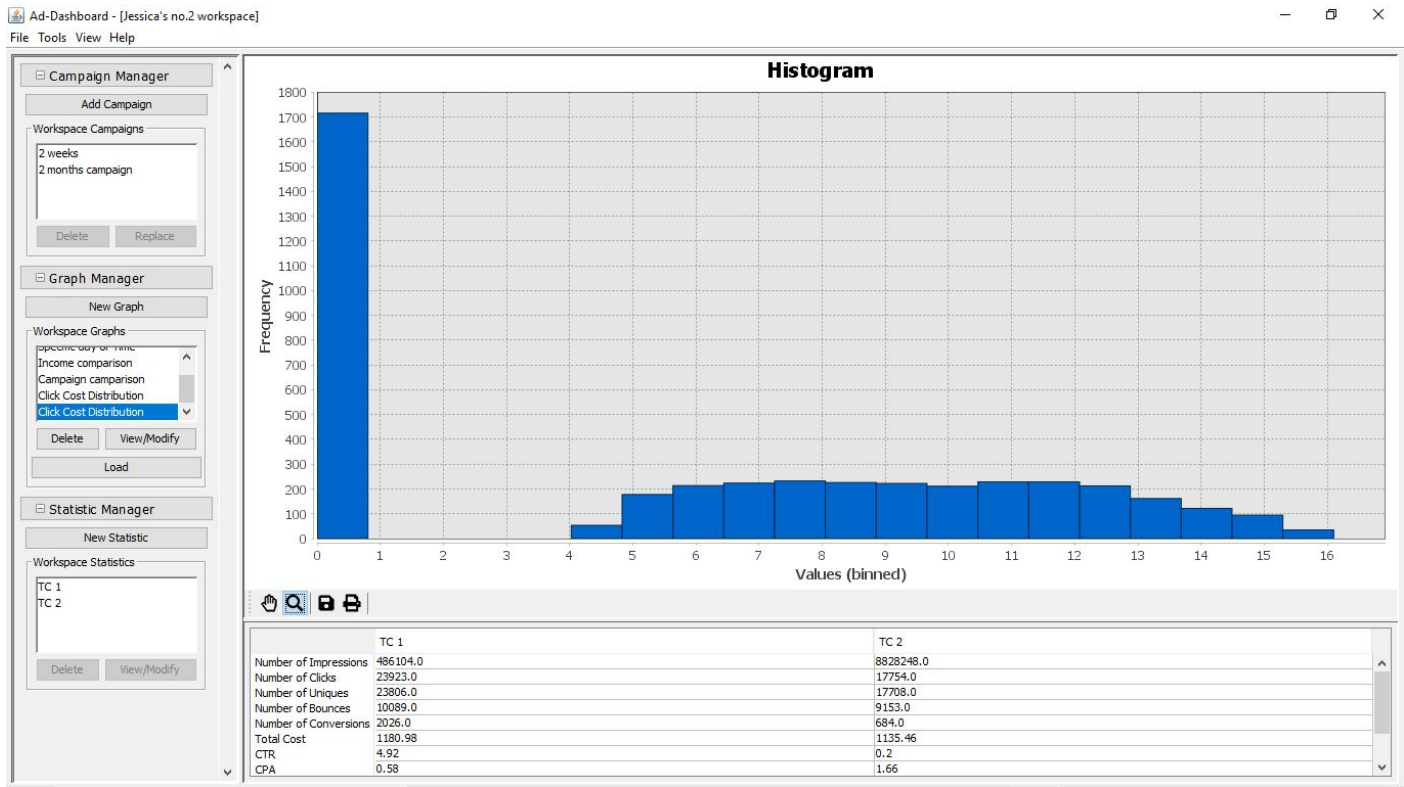 Ad-Dashboard - [Jessica's no.2 workspace]
File Tools View Help
Campaign Manager
Add Campaign
Workspace Campaigns
2 weeks
2 months campaign
Delete Replace
Graph Manager
New Graph
Workspace Graphs
Income comparison
Campaign camparison
Click Cost Distribution
Click Cost Distribution
Delete View/Modify
Load
Statistic Manager
New Statistic
Workspace Statistics
TC 1
TC 2
Delete View/Modify
Histogram
1800
1700
1600
1500
1400
1300
1200
1100
1000
900
800
700
600
500
400
300
200
100
0
Frequency
0 1 2 3 4 5 6 7 8 9 10 11 12 13 14 15 16
Values (binned)
TC 1 TC 2
Number of Impressions 486104.0 8828248.0
Number of Clicks 23923.0 17754.0
Number of Uniques 23806.0 17708.0
Number of Bounces 10089.0 9153.0
Number of Conversions 2026.0 684.0
Total Cost 1180.98 1135.46
CTR 4.92 0.2
CPA 0.58 1.66